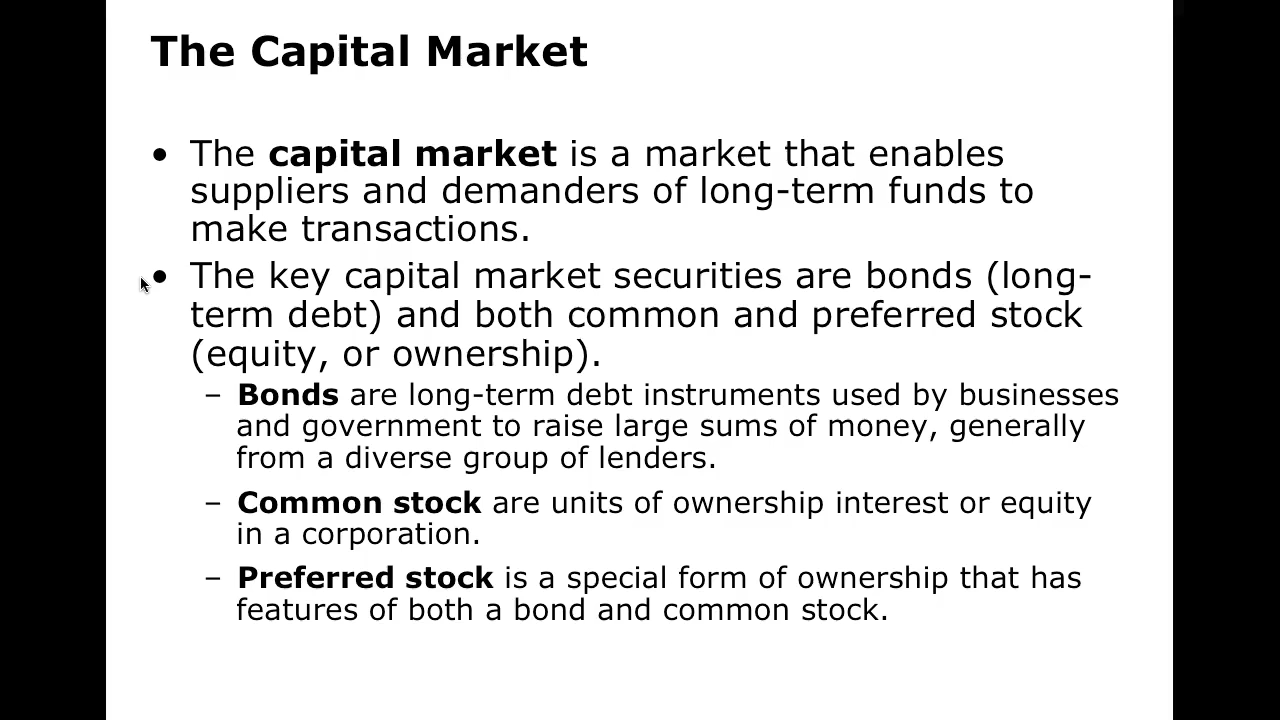 The Capital Market
• The capital market is a market that enables
suppliers and demanders of long-term funds to
make transactions.
• The key capital market securities are bonds (long-
term debt) and both common and preferred stock
(equity, or ownership).
– Bonds are long-term debt instruments used by businesses
and government to raise large sums of money, generally
from a diverse group of lenders.
– Common stock are units of ownership interest or equity
in a corporation.
– Preferred stock is a special form of ownership that has
features of both a bond and common stock.